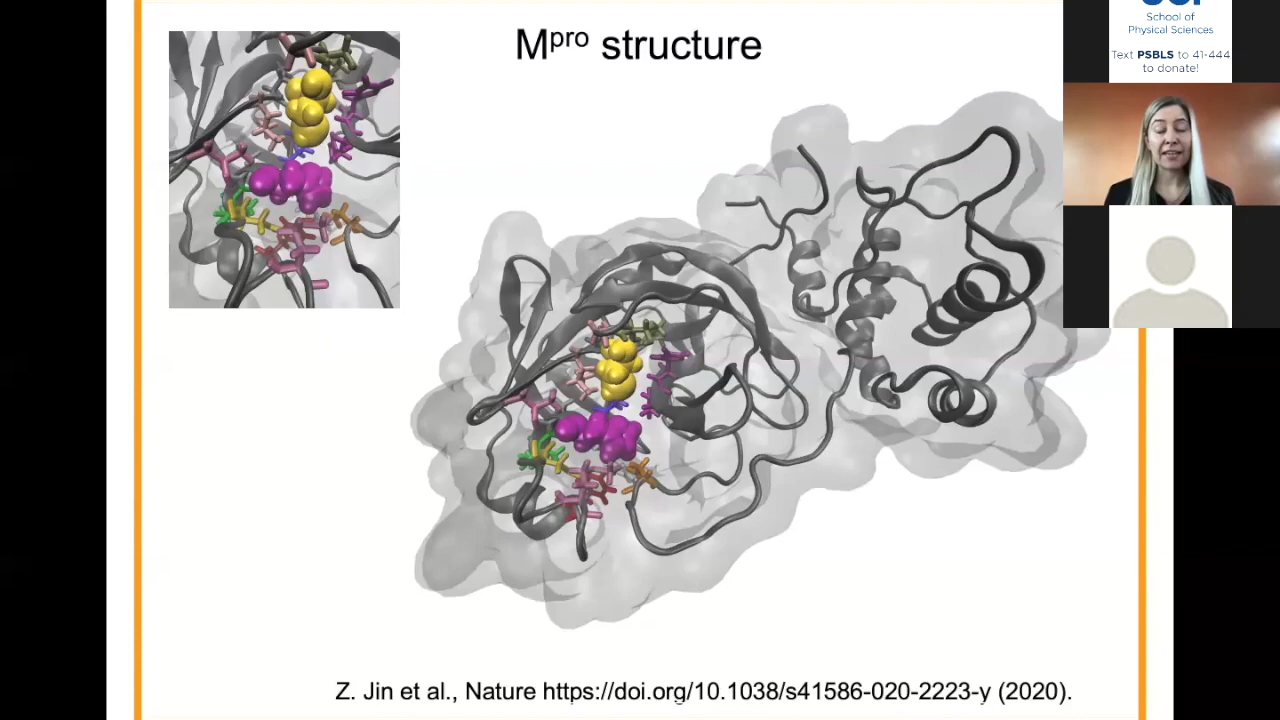 Mpro structure
School of
Physical Sciences
Text PSBLS to 41-444
to donate!
Z. Jin et al., Nature https://doi.org/10.1038/s41586-020-2223-y (2020).